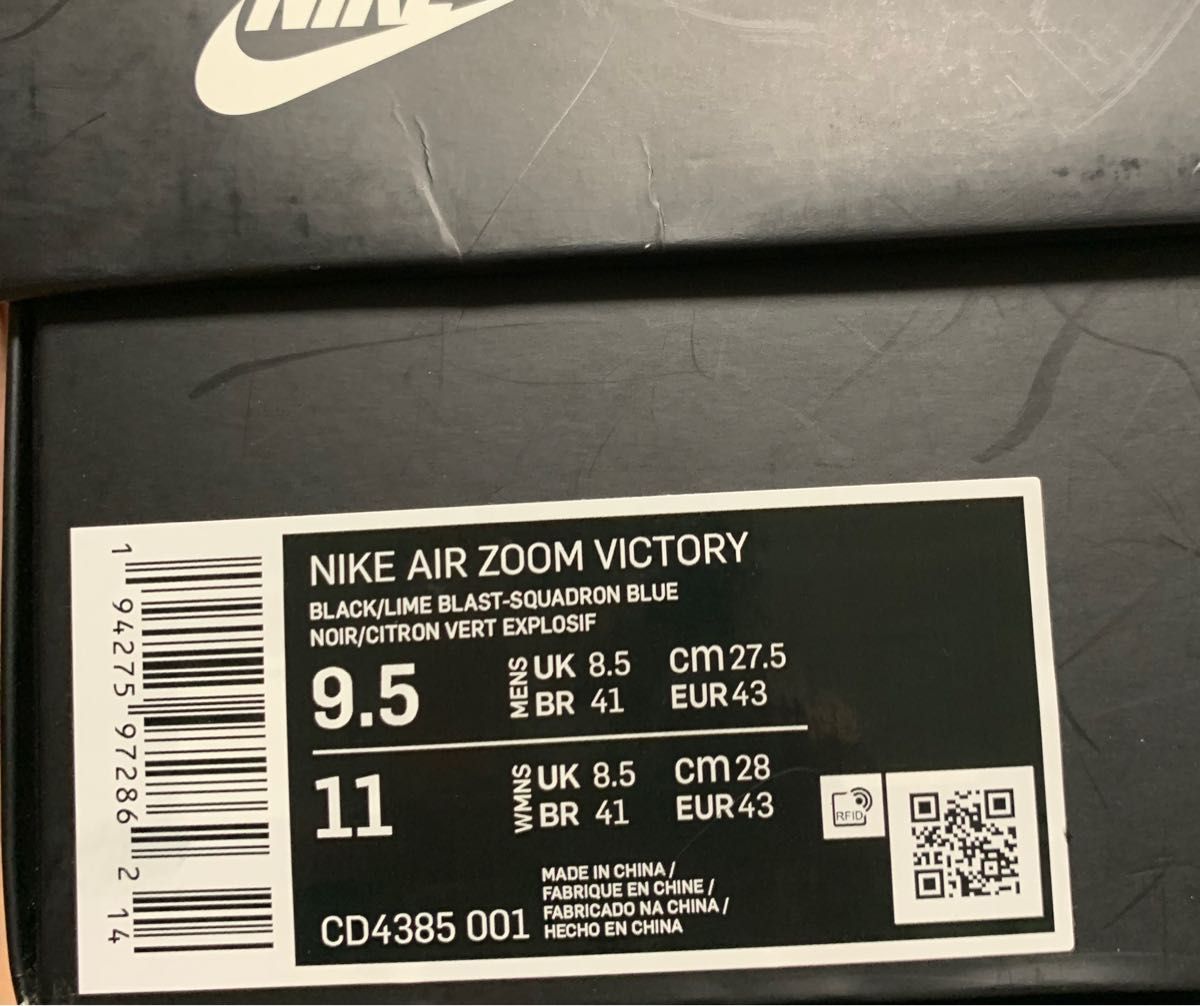 NIKE
NIKE AIR ZOOM VICTORY
BLACK/LIME BLAST-SQUADRON BLUE
NOIR/CITRON VERT EXPLOSIF
9.5 MENS UK 8.5 cm 27.5
BR 41 EUR 43
11 WMNS UK 8.5 cm 28
BR 41 EUR 43
RFID
CD4385 001
MADE IN CHINA /
FABRIQUE EN CHINE /
FABRICADO NA CHINA /
HECHO EN CHINA
1 94275 97286 2 14